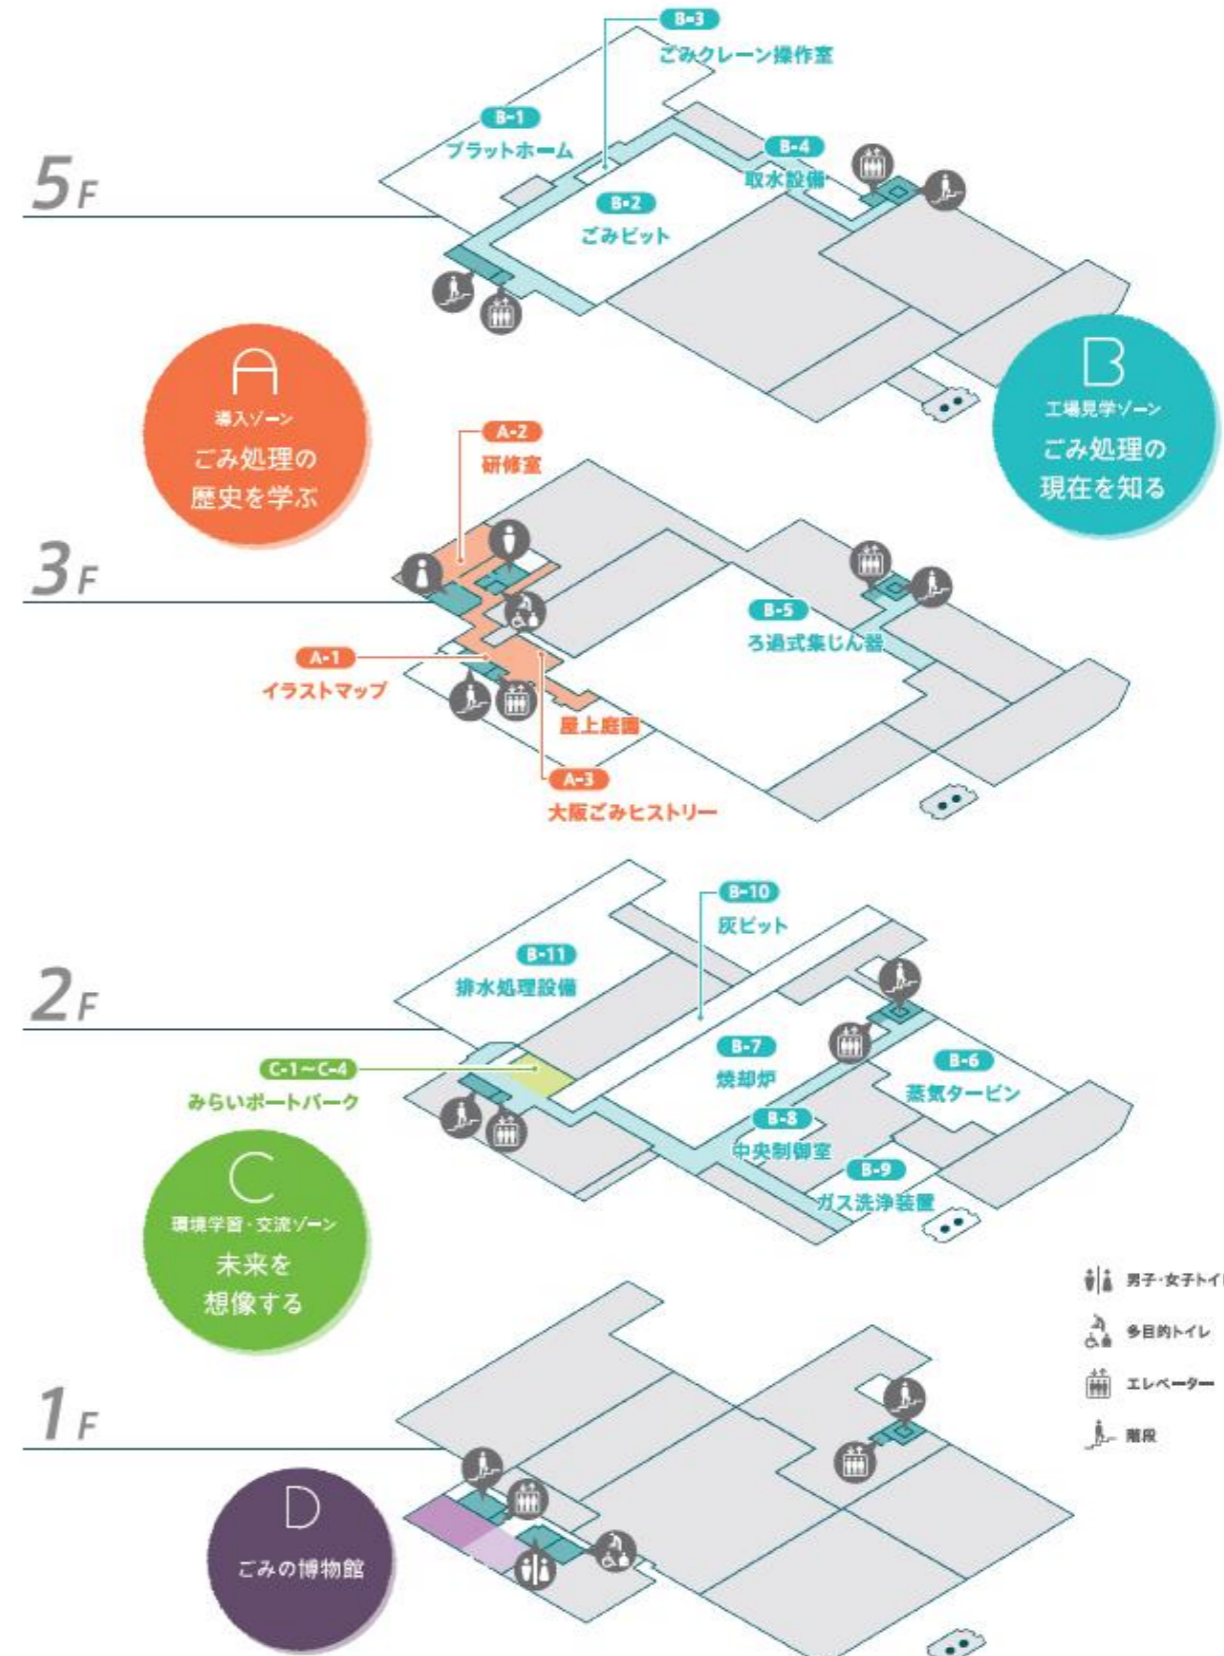 B-3
ごみクレーン操作室
B-1
プラットホーム
B-4
取水設備
5F
B-2
ごみピット
A
導入ゾーン
ごみ処理の
歴史を学ぶ
B
工場見学ゾーン
ごみ処理の
現在を知る
A-2
研修室
3F
B-5
ろ過式集じん器
A-1
イラストマップ
屋上庭園
A-3
大阪ごみヒストリー
B-10
灰ピット
B-11
排水処理設備
2F
B-7
焼却炉
B-6
蒸気タービン
C-1~C-4
みらいポートパーク
B-8
中央制御室
B-9
ガス洗浄装置
C
環境学習・交流ゾーン
未来を
想像する
男子・女子トイレ
多目的トイレ
エレベーター
階段
1F
D
ごみの博物館